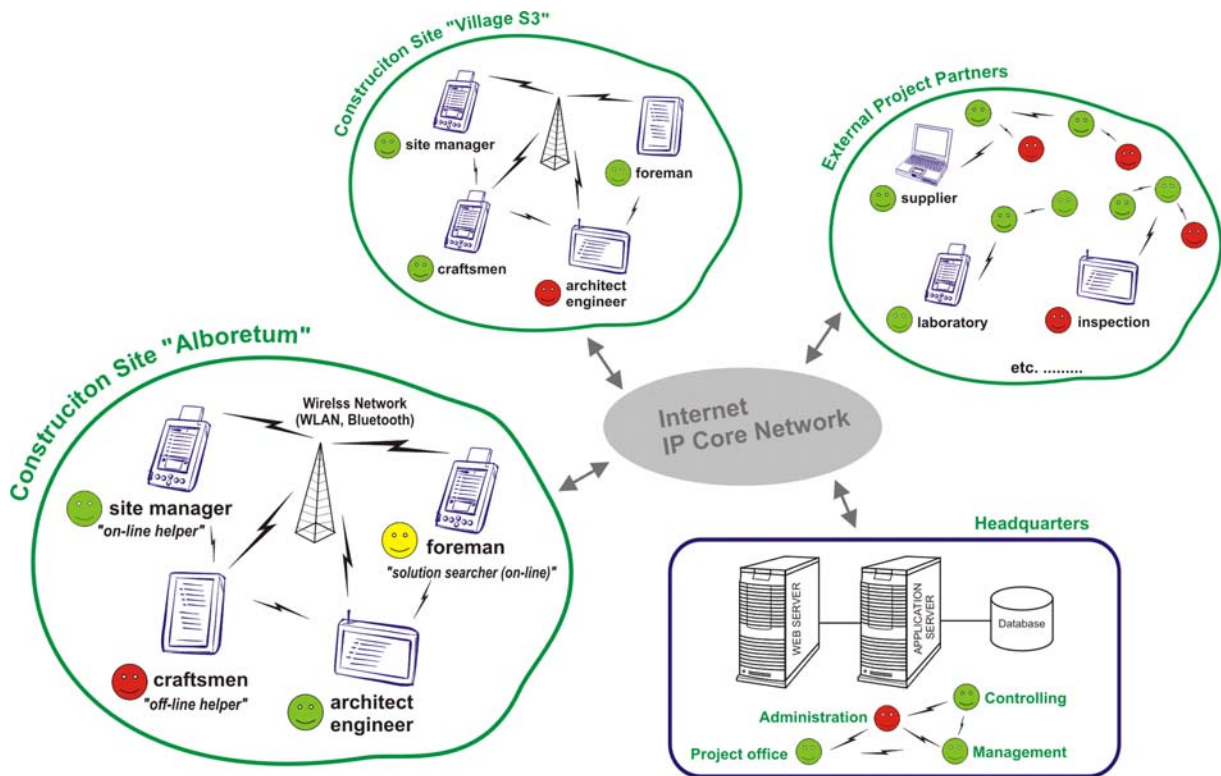 Construciton Site "Village S3"
site manager
foreman
craftsmen
architect
engineer
External Project Partners
supplier
laboratory
inspection
etc. .........
Construciton Site "Alboretum"
Wirelss Network
(WLAN, Bluetooth)
site manager
"on-line helper"
foreman
"solution searcher (on-line)"
craftsmen
"off-line helper"
architect
engineer
Internet
IP Core Network
Headquarters
WEB SERVER
APPLICATION
SERVER
Database
Controlling
Administration
Project office
Management